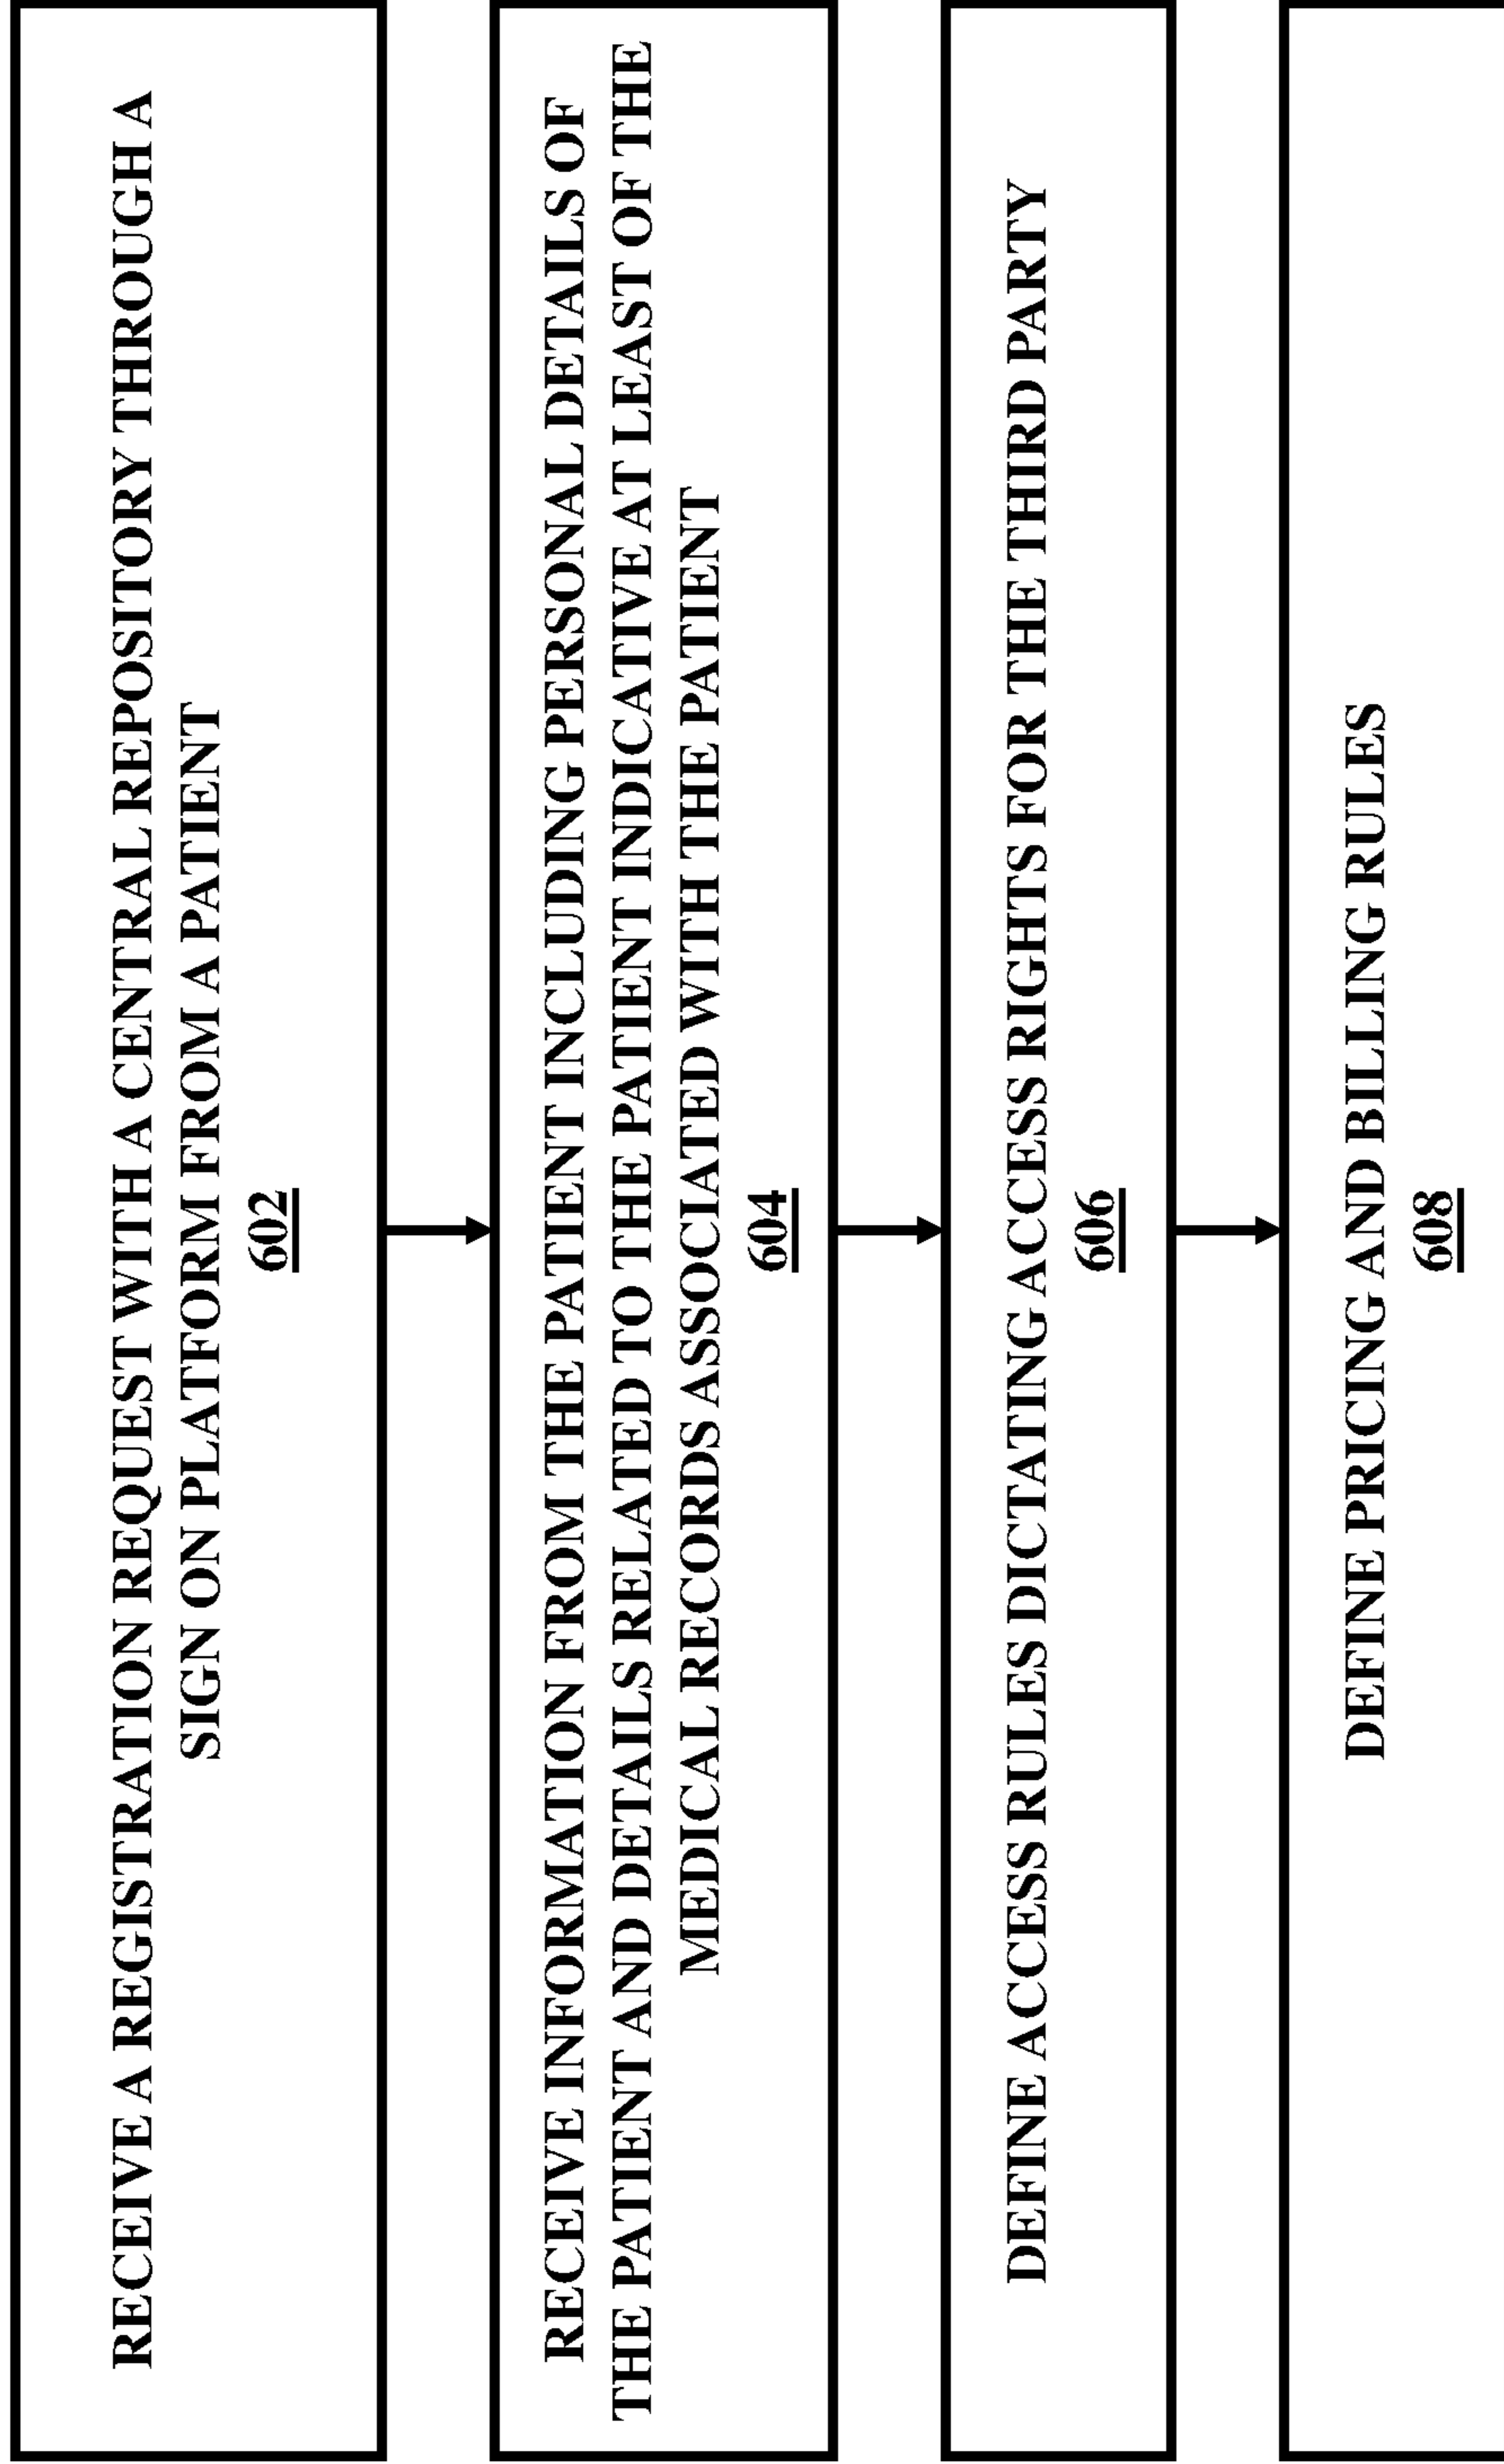 RECEIVE A REGISTRATION REQUEST WITH A CENTRAL REPOSITORY THROUGH A
SIGN ON PLATFORM FROM A PATIENT
602
RECEIVE INFORMATION FROM THE PATIENT INCLUDING PERSONAL DETAILS OF
THE PATIENT AND DETAILS RELATED TO THE PATIENT INDICATIVE AT LEAST OF THE
MEDICAL RECORDS ASSOCIATED WITH THE PATIENT
604
DEFINE ACCESS RULES DICTATING ACCESS RIGHTS FOR THE THIRD PARTY
606
DEFINE PRICING AND BILLING RULES
608